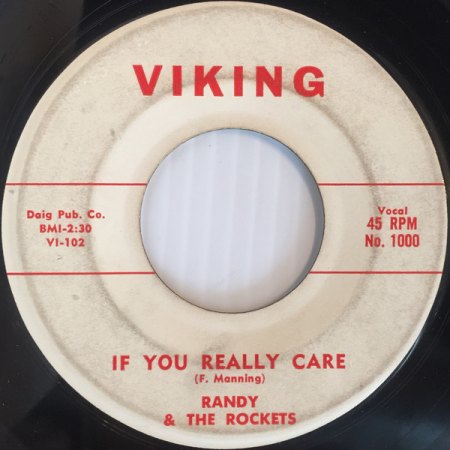 VIKING
Daig Pub. Co.
BMI-2:30
VI-102
Vocal
45 RPM
No. 1000
IF YOU REALLY CARE
(F. Manning)
RANDY
& THE ROCKETS